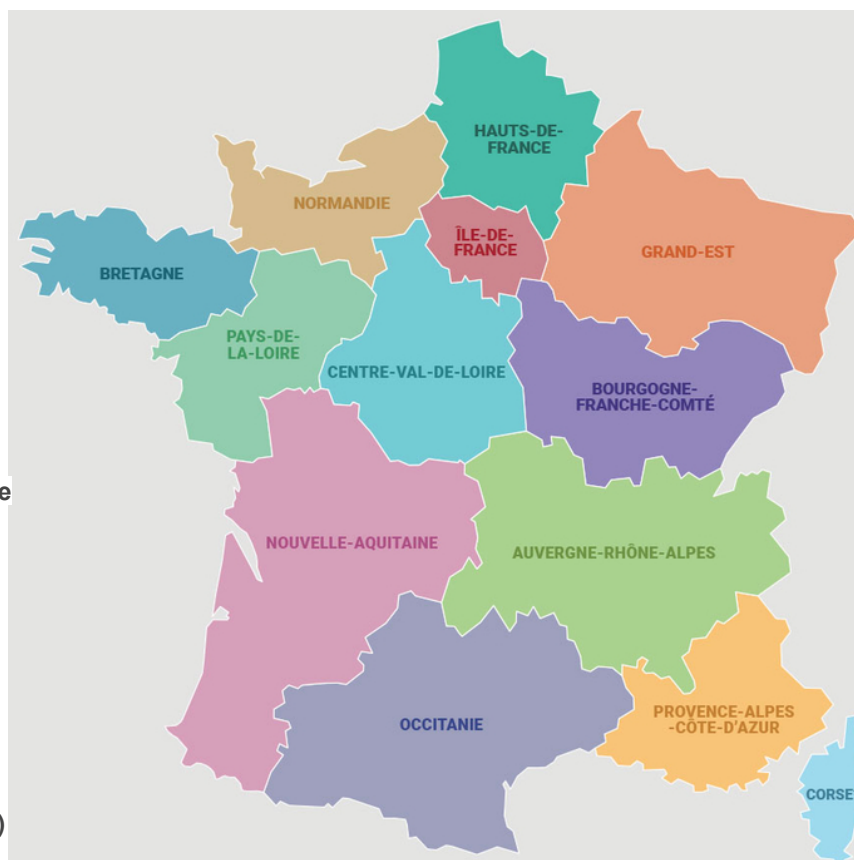 HAUTS-DE-
FRANCE
NORMANDIE
ÎLE-DE-
FRANCE
GRAND-EST
BRETAGNE
PAYS-DE-
LA-LOIRE
CENTRE-VAL-DE-LOIRE
BOURGOGNE-
FRANCHE-COMTÉ
e
NOUVELLE-AQUITAINE
AUVERGNE-RHÔNE-ALPES
PROVENCE-ALPES
-CÔTE-D'AZUR
OCCITANIE
CORSE
)